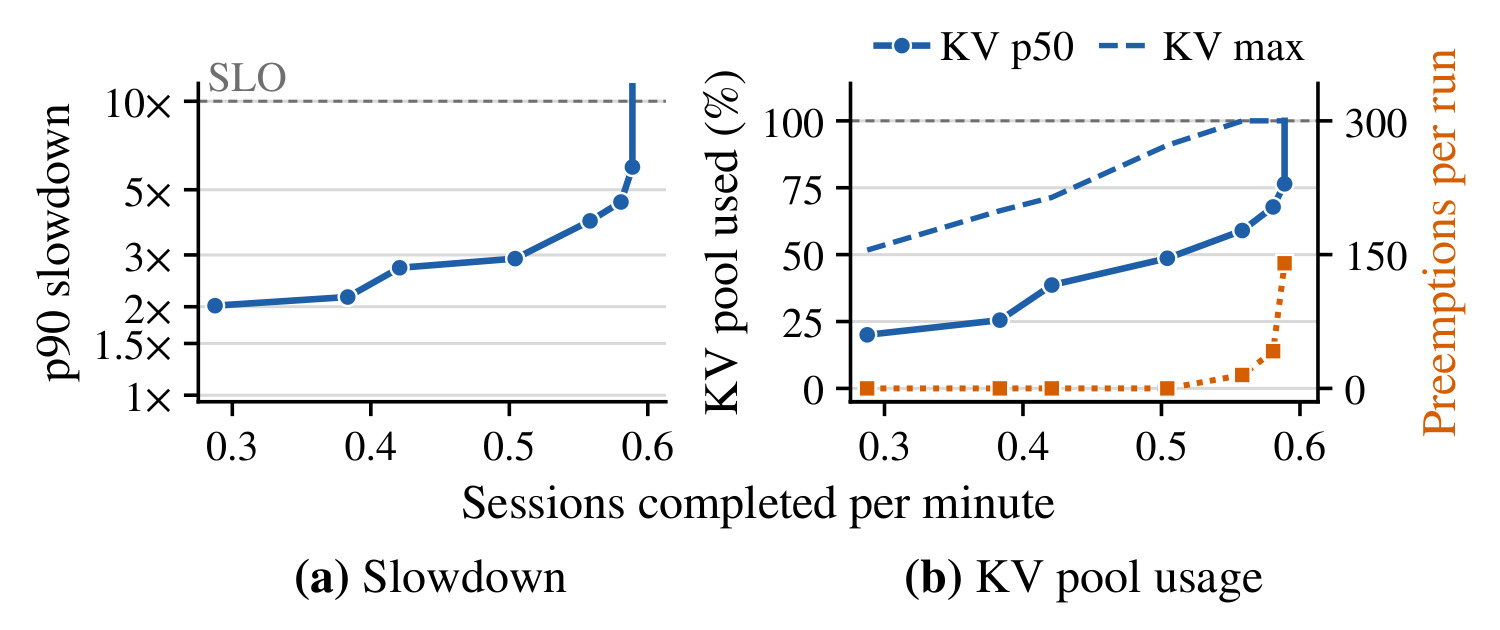 SLO
10×
5×
3×
2×
1.5×
1×
p90 slowdown
0.3 0.4 0.5 0.6
KV p50 KV max
KV pool used (%)
100
75
50
25
0
300
150
0
Preemptions per run
0.3 0.4 0.5 0.6
Sessions completed per minute
(a) Slowdown
(b) KV pool usage